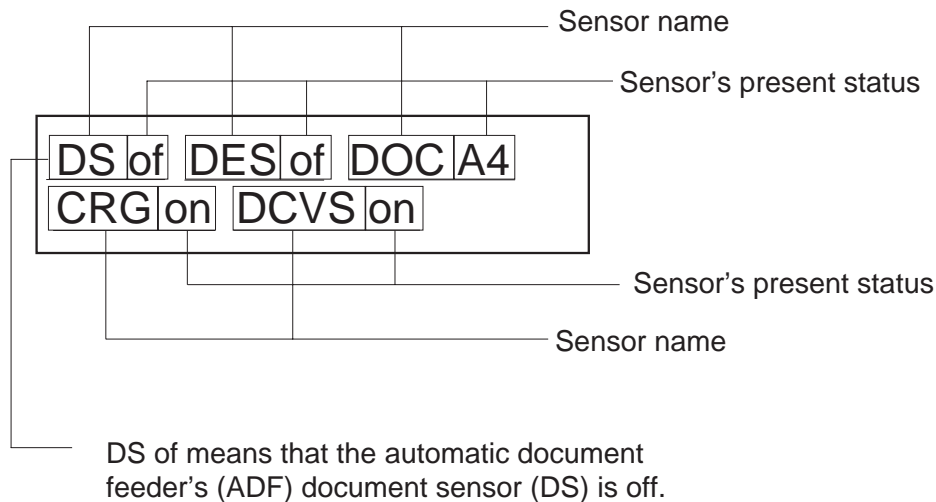 Sensor name
Sensor's present status
DS of DES of DOC A4
CRG on DCVS on
Sensor's present status
Sensor name
DS of means that the automatic document
feeder's (ADF) document sensor (DS) is off.